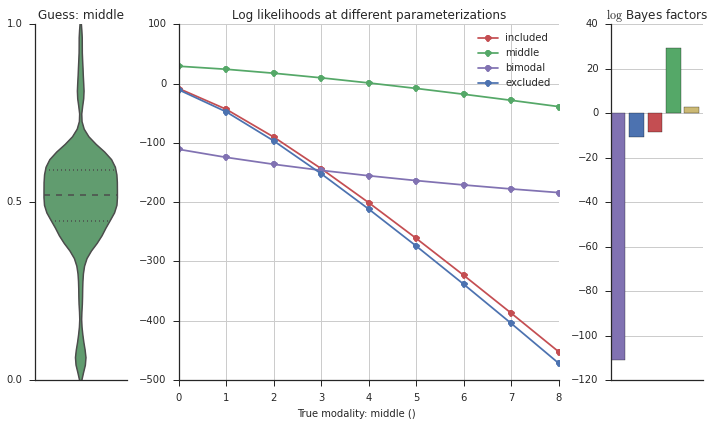 Guess: middle
1.0
0.5
0.0
Log likelihoods at different parameterizations
100
0
−100
−200
−300
−400
−500
included
middle
bimodal
excluded
0 1 2 3 4 5 6 7 8
True modality: middle ()
log Bayes factors
40
20
0
−20
−40
−60
−80
−100
−120